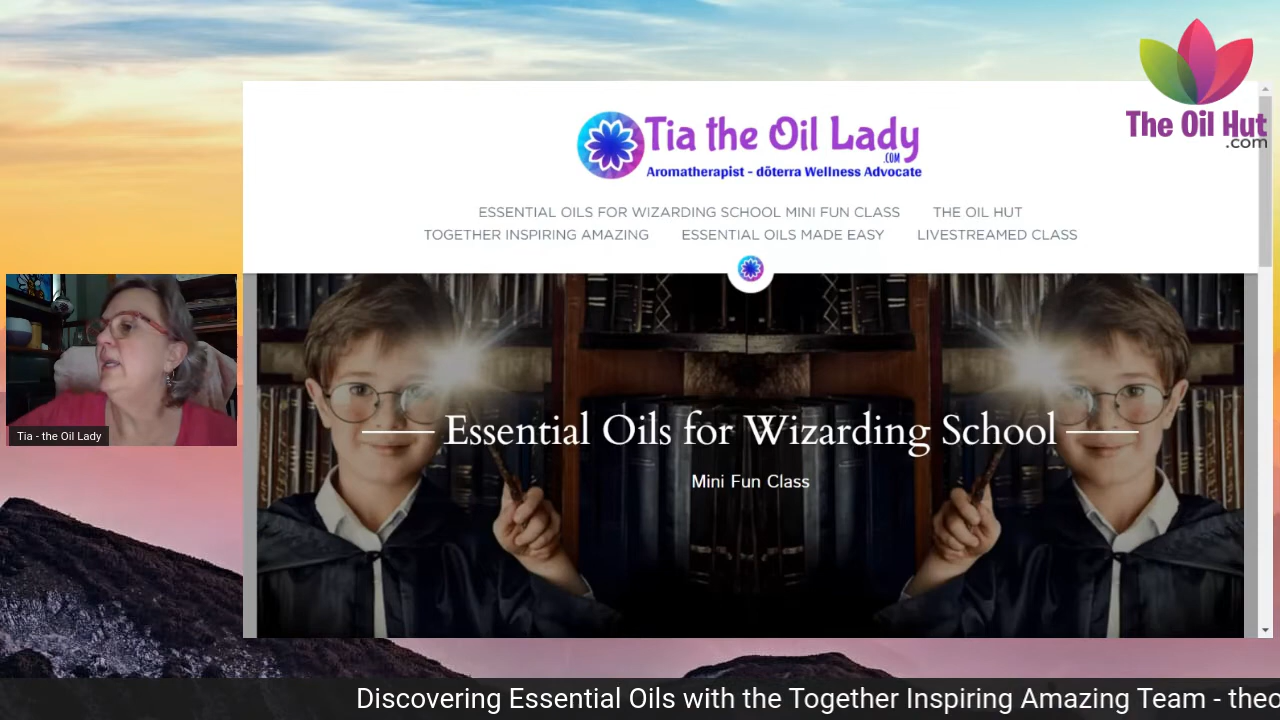 The Oil Hut
.com
Tia the Oil Lady
.COM
Aromatherapist - dōterra Wellness Advocate
ESSENTIAL OILS FOR WIZARDING SCHOOL MINI FUN CLASS THE OIL HUT
TOGETHER INSPIRING AMAZING ESSENTIAL OILS MADE EASY LIVESTREAMED CLASS
Essential Oils for Wizarding School
Mini Fun Class
Tia - the Oil Lady
Discovering Essential Oils with the Together Inspiring Amazing Team - theo